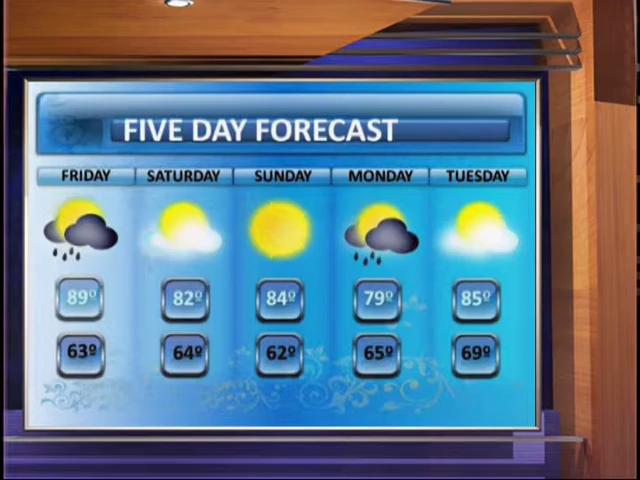 FIVE DAY FORECAST
FRIDAY SATURDAY SUNDAY MONDAY TUESDAY
89º 82º 84º 79º 85º
63º 64º 62º 65º 69º